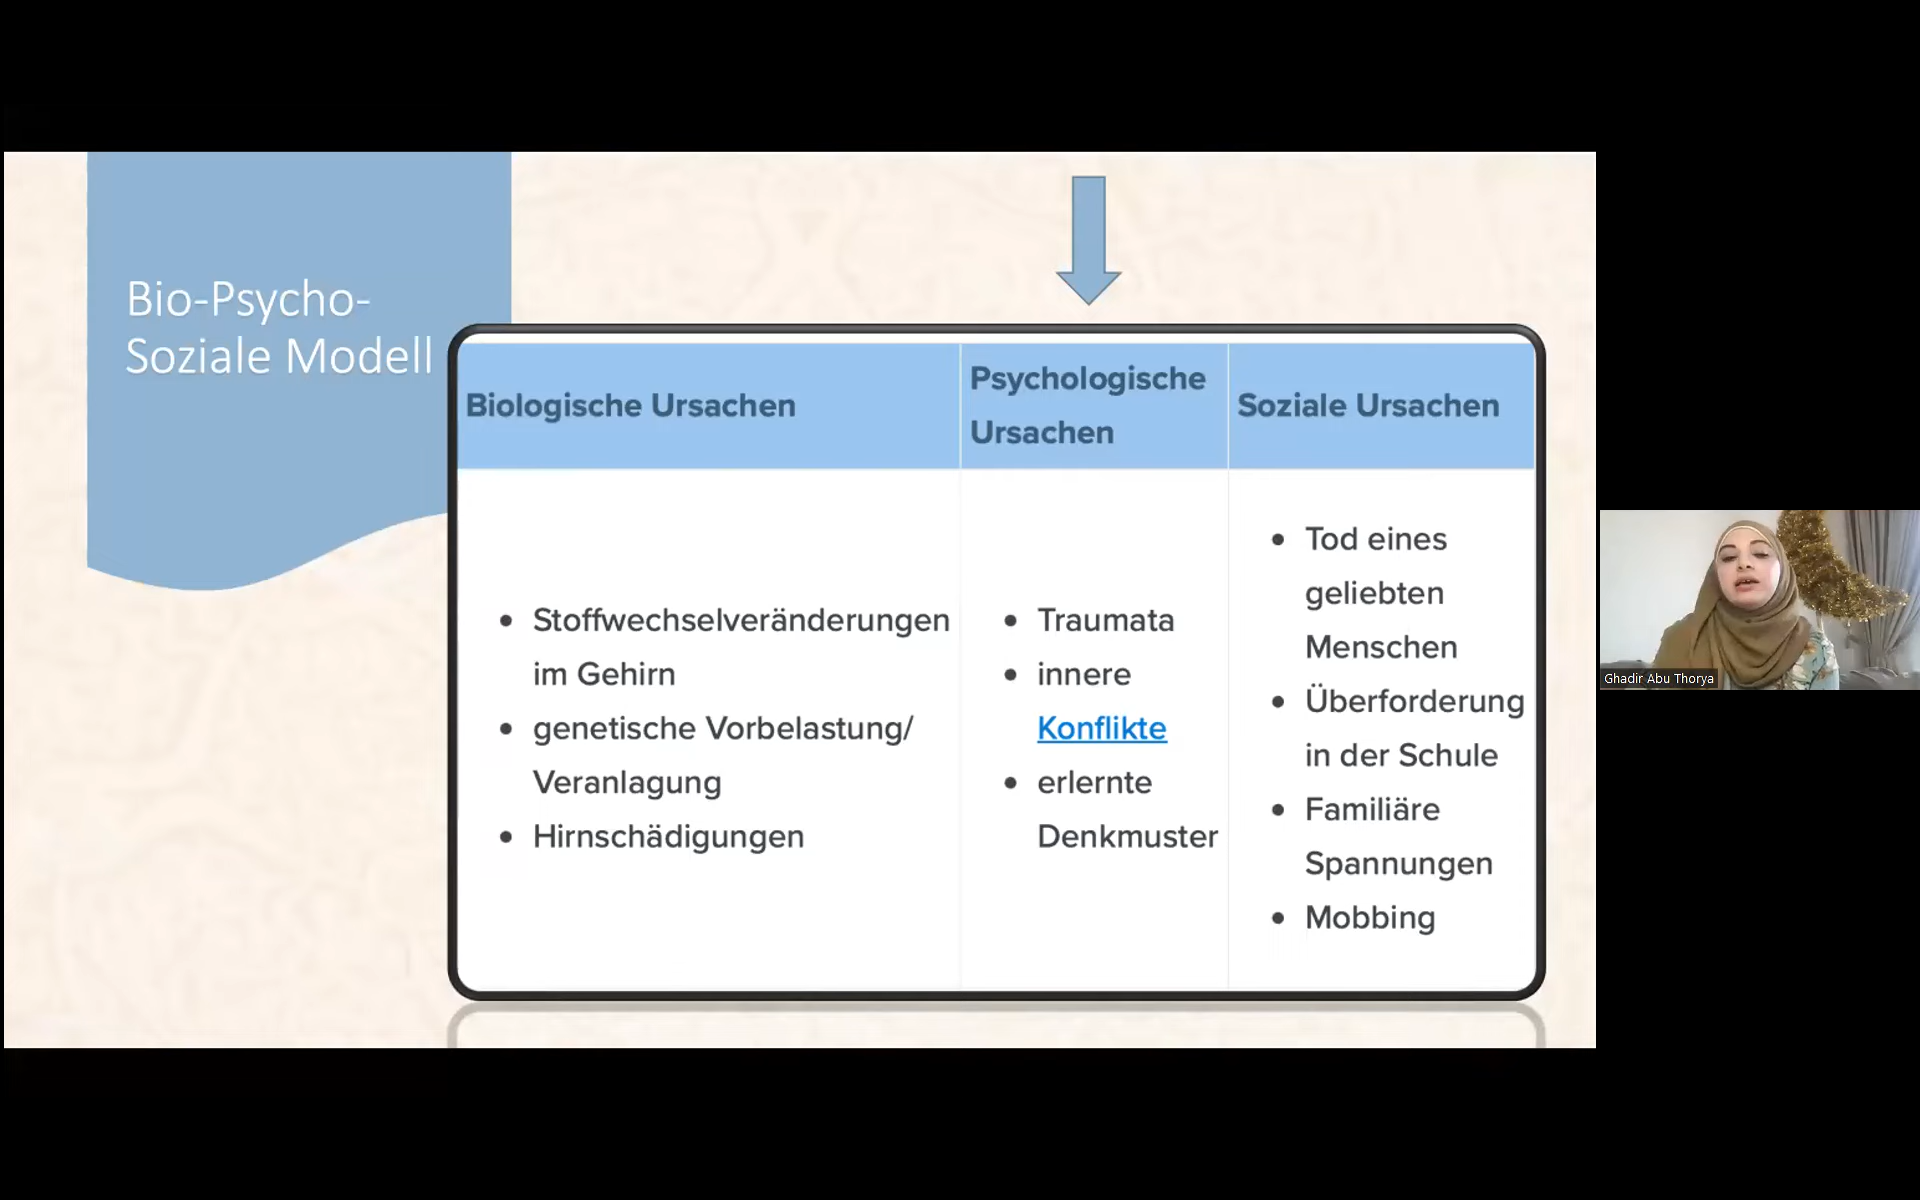 Bio-Psycho-
Soziale Modell
Biologische Ursachen
Psychologische
Ursachen
Soziale Ursachen
• Stoffwechselveränderungen
im Gehirn
• genetische Vorbelastung/
Veranlagung
• Hirnschädigungen
• Traumata
• innere
Konflikte
• erlernte
Denkmuster
• Tod eines
geliebten
Menschen
• Überforderung
in der Schule
• Familiäre
Spannungen
• Mobbing
Ghadir Abu Thorya